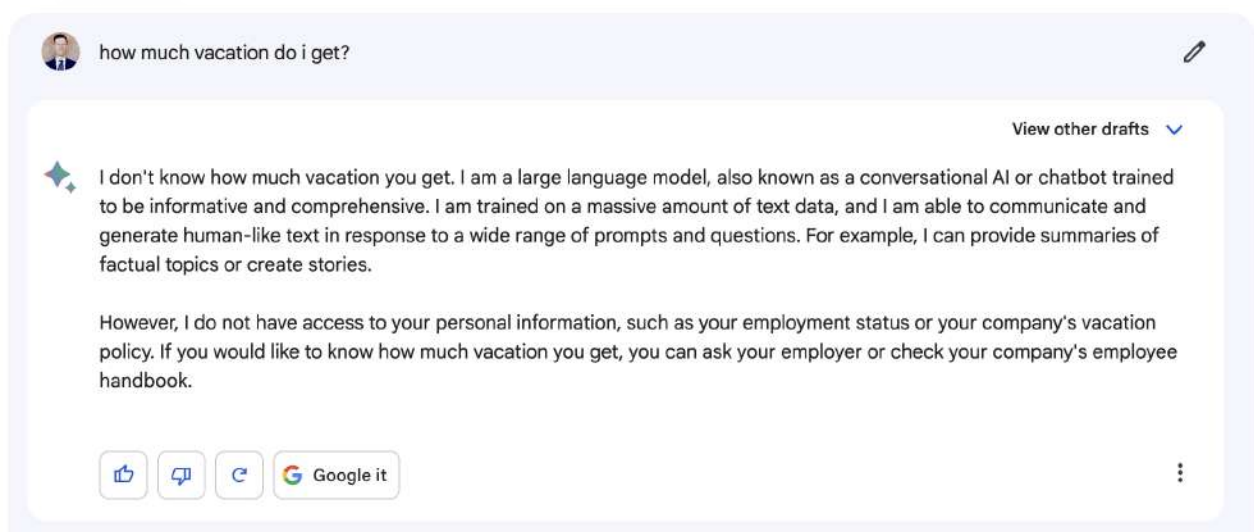 how much vacation do i get?
View other drafts
I don't know how much vacation you get. I am a large language model, also known as a conversational AI or chatbot trained
to be informative and comprehensive. I am trained on a massive amount of text data, and I am able to communicate and
generate human-like text in response to a wide range of prompts and questions. For example, I can provide summaries of
factual topics or create stories.
However, I do not have access to your personal information, such as your employment status or your company's vacation
policy. If you would like to know how much vacation you get, you can ask your employer or check your company's employee
handbook.
G Google it